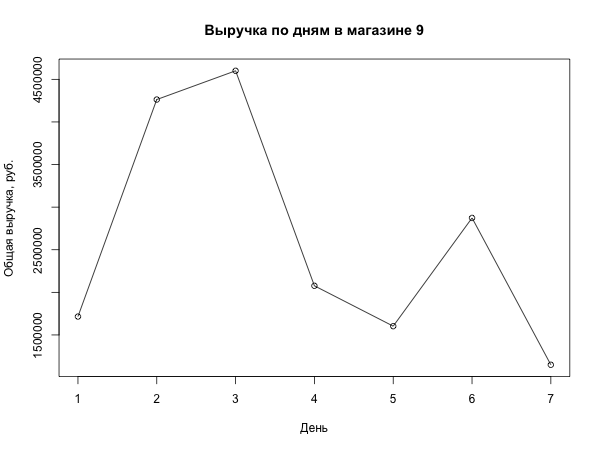 Выручка по дням в магазине 9
Общая выручка, руб.
4500000
3500000
2500000
1500000
1 2 3 4 5 6 7
День